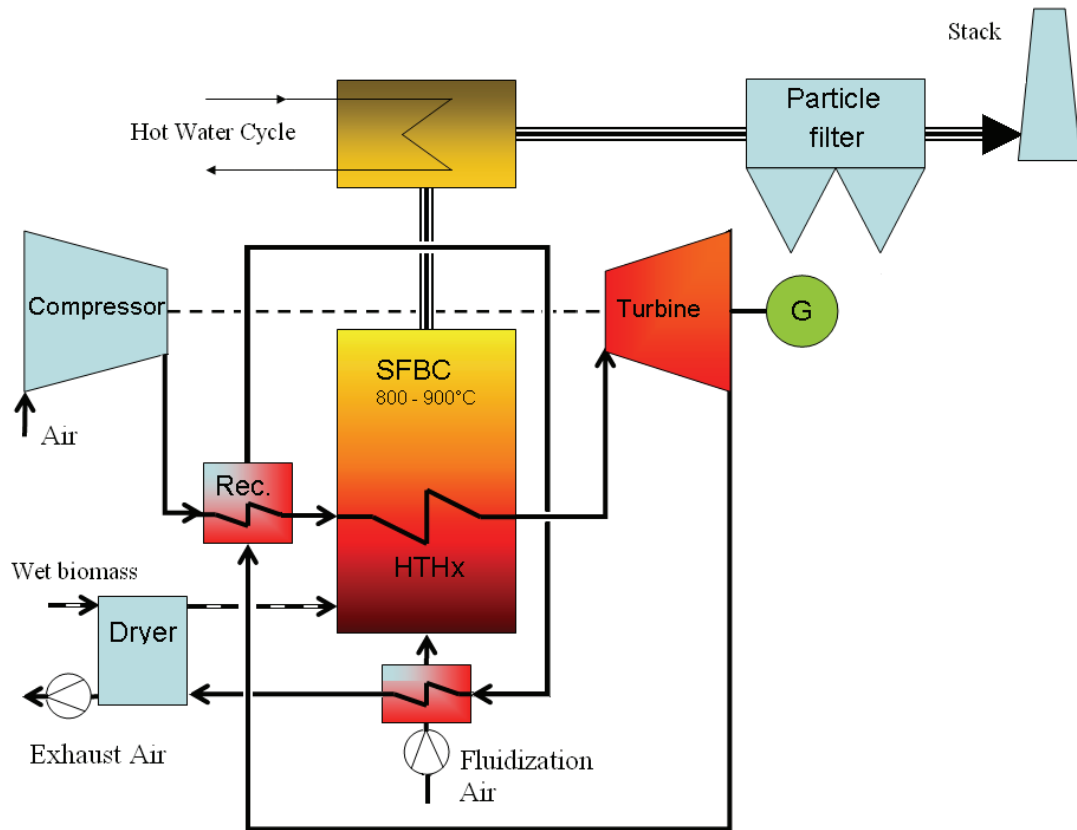 Stack
Particle
filter
Hot Water Cycle
Compressor
Turbine
G
SFBC
800 - 900°C
Air
Rec.
HTHx
Wet biomass
Dryer
Exhaust Air
Fluidization
Air